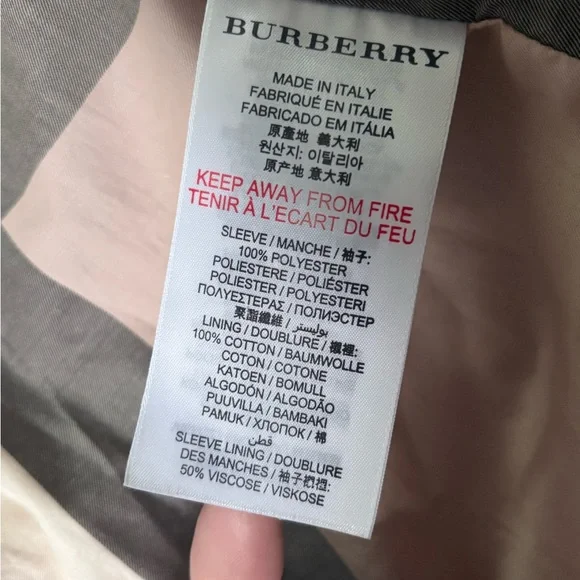 BURBERRY
MADE IN ITALY
FABRIQUÉ EN ITALIE
FABRICADO EM ITÁLIA
原產地 義大利
원산지: 이탈리아
原产地 意大利
KEEP AWAY FROM FIRE
TENIR À L'ECART DU FEU
SLEEVE / MANCHE / 袖子:
100% POLYESTER
POLIESTERE / POLIÉSTER
POLIESTER / POLYESTERI
ΠΟΛΥΕΣΤΕΡΑΣ / ПОЛИЭСТЕР
聚酯纖維 / بوليستر
LINING / DOUBLURE / 襯裡:
100% COTTON / BAUMWOLLE
COTON / COTONE
KATOEN / BOMULL
ALGODÓN / ALGODÃO
PUUVILLA / BAMBAKI
PAMUK / ХЛОПОК / 棉
قطن
SLEEVE LINING / DOUBLURE
DES MANCHES / 袖子襯裡:
50% VISCOSE / VISKOSE